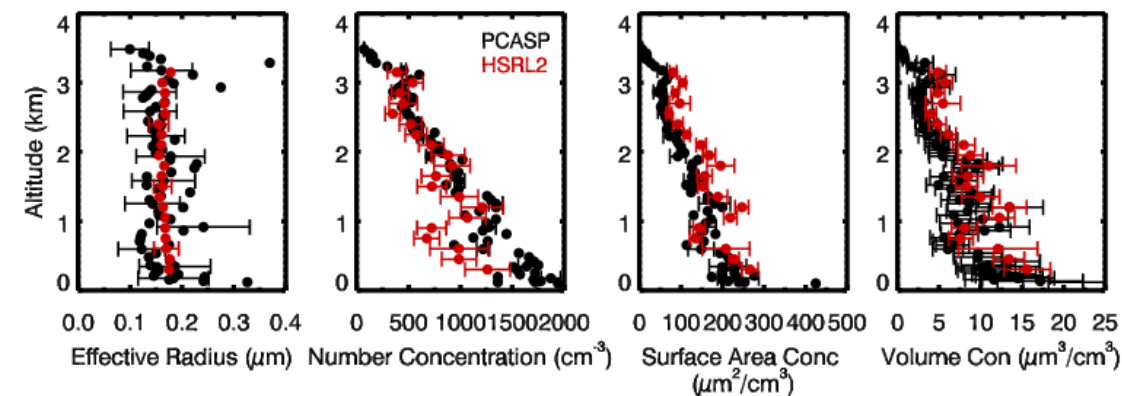 4
3
2
1
0
Altitude (km)
0.0 0.1 0.2 0.3 0.4
Effective Radius (μm)
4
3
2
1
0
PCASP
HSRL2
0 500 1000 1500 2000
Number Concentration (cm-3)
4
3
2
1
0
0 100 200 300 400 500
Surface Area Conc
(μm2/cm3)
4
3
2
1
0
0 5 10 15 20 25
Volume Con (μm3/cm3)